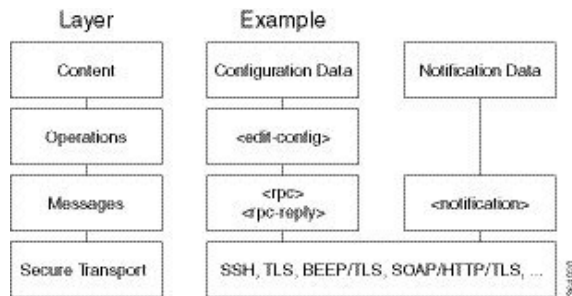 Layer Example
Content Configuration Data Notification Data
Operations <edit-config>
Messages <rpc>
<rpc-reply> <notification>
Secure Transport SSH, TLS, BEEP/TLS, SOAP/HTTP/TLS, ...